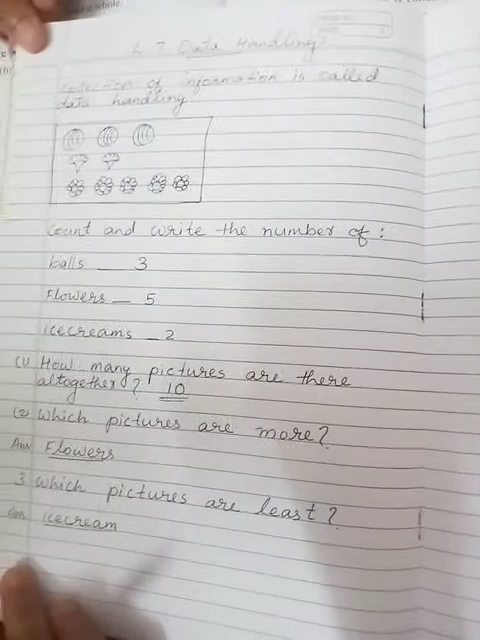 L 7 Data Handling
Collection of information is called
data handling
Count and write the number of :
balls __ 3
Flowers __ 5
icecreams __ 2
(1) How many pictures are there
altogether? 10
(2) Which pictures are more?
Ans Flowers
3. which pictures are least?
Ans icecream